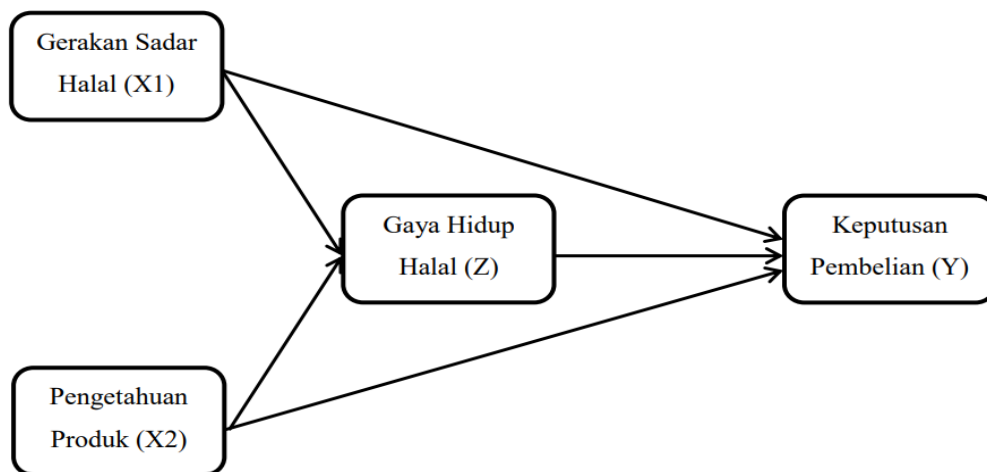 Gerakan Sadar
Halal (X1)
Gaya Hidup
Halal (Z)
Keputusan
Pembelian (Y)
Pengetahuan
Produk (X2)